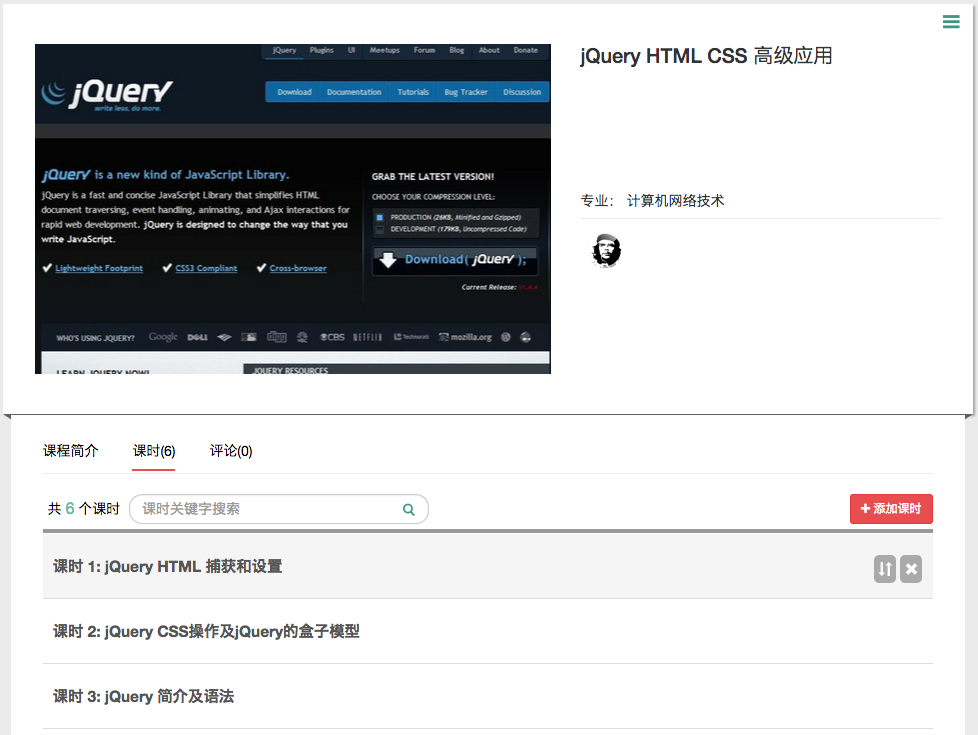 jQuery Plugins UI Meetups Forum Blog About Donate
jQuery
write less, do more.
Download Documentation Tutorials Bug Tracker Discussion
jQuery is a new kind of JavaScript Library.
jQuery is a fast and concise JavaScript Library that simplifies HTML
document traversing, event handling, animating, and Ajax interactions for
rapid web development. jQuery is designed to change the way that you
write JavaScript.
Lightweight Footprint CSS3 Compliant Cross-browser
GRAB THE LATEST VERSION!
CHOOSE YOUR COMPRESSION LEVEL:
PRODUCTION (26KB, Minified and Gzipped)
DEVELOPMENT (179KB, Uncompressed Code)
Download( jQuery );
Current Release:
WHO'S USING JQUERY? Google DELL CBS NETFLIX Technorati mozilla.org
LEARN JQUERY NOW!
JQUERY RESOURCES
jQuery HTML CSS 高级应用
专业： 计算机网络技术
课程简介 课时(6) 评论(0)
共 6 个课时 课时关键字搜索 添加课时
课时 1: jQuery HTML 捕获和设置
课时 2: jQuery CSS操作及jQuery的盒子模型
课时 3: jQuery 简介及语法